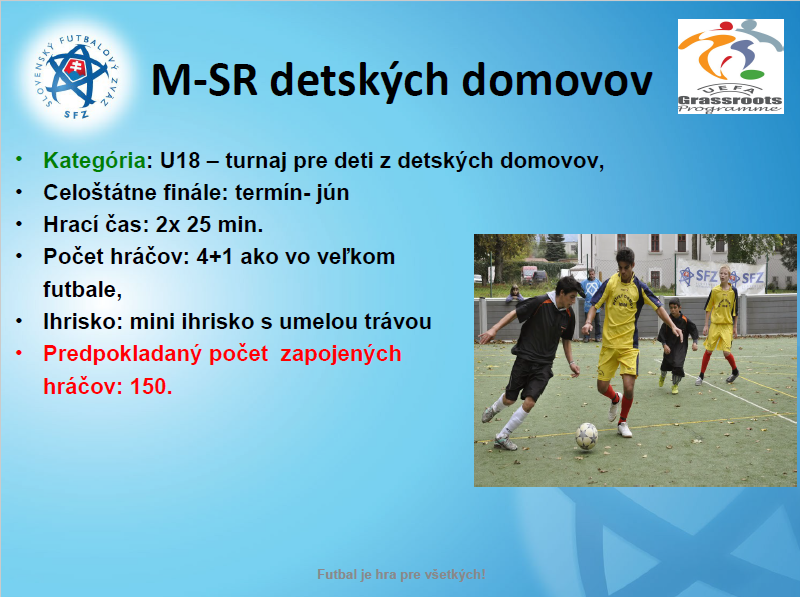 SLOVENSKÝ FUTBALOVÝ ZVÄZ
SFZ
M-SR detských domovov
UEFA
Grassroots
Programme
• Kategória: U18 – turnaj pre deti z detských domovov,
• Celoštátne finále: termín- jún
• Hrací čas: 2x 25 min.
• Počet hráčov: 4+1 ako vo veľkom
futbale,
• Ihrisko: mini ihrisko s umelou trávou
• Predpokladaný počet zapojených
hráčov: 150.
SFZ SFZ
Futbal je hra pre všetkých!